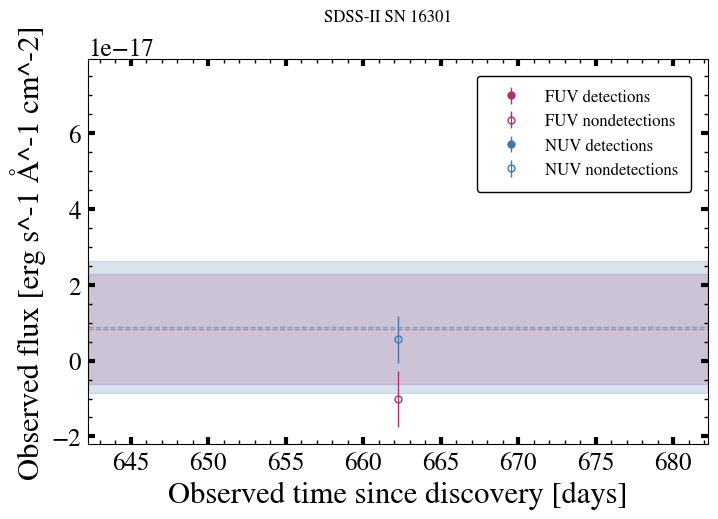 SDSS-II SN 16301
1e−17
Observed flux [erg s^-1 Å^-1 cm^-2]
6
4
2
0
−2
FUV detections
FUV nondetections
NUV detections
NUV nondetections
645 650 655 660 665 670 675 680
Observed time since discovery [days]